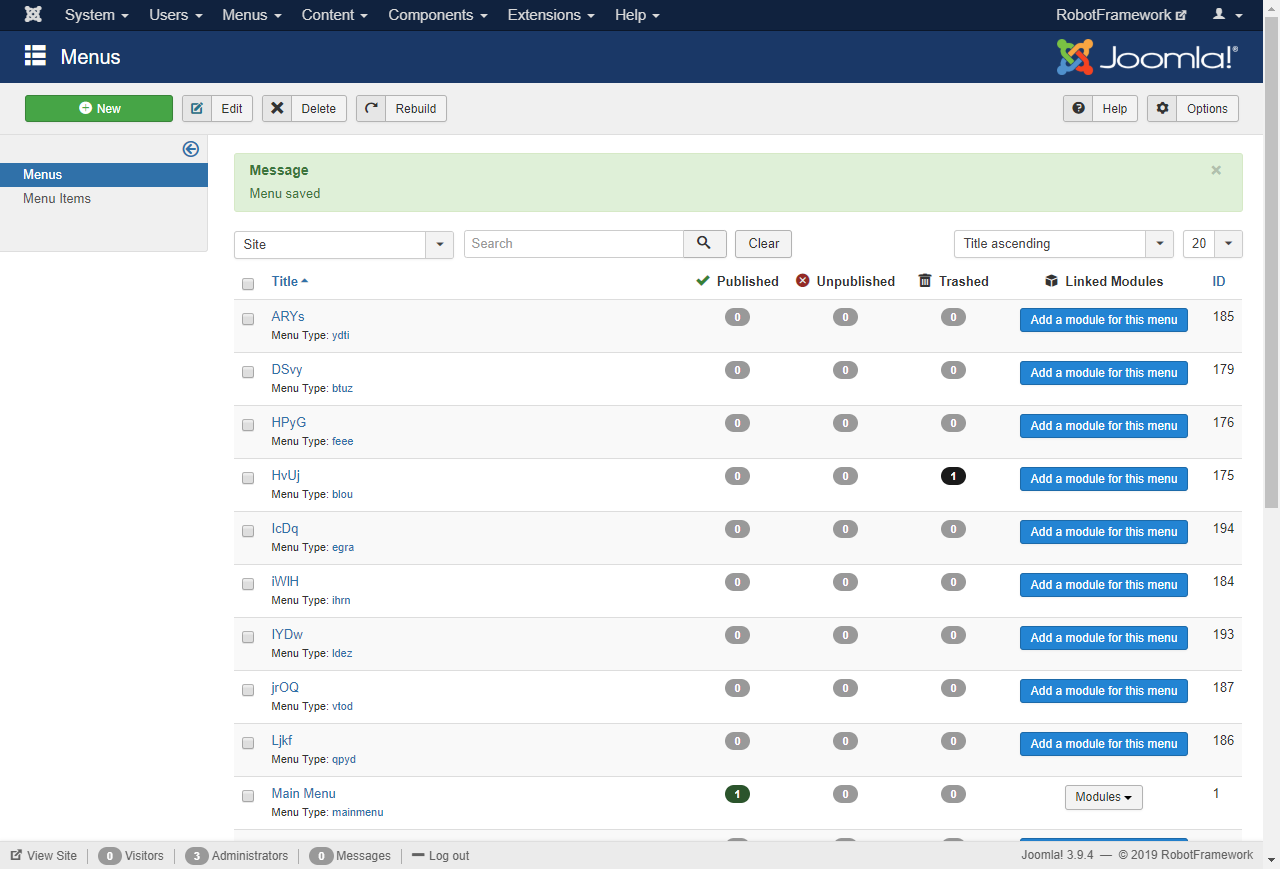 System Users Menus Content Components Extensions Help RobotFramework
Menus Joomla!®
New Edit Delete Rebuild Help Options
Menus
Menu Items
Message ×
Menu saved
Site Search Clear Title ascending 20
Title Published Unpublished Trashed Linked Modules ID
ARYs 0 0 0 Add a module for this menu 185
Menu Type: ydti
DSvy 0 0 0 Add a module for this menu 179
Menu Type: btuz
HPyG 0 0 0 Add a module for this menu 176
Menu Type: feee
HvUj 0 0 1 Add a module for this menu 175
Menu Type: blou
IcDq 0 0 0 Add a module for this menu 194
Menu Type: egra
iWlH 0 0 0 Add a module for this menu 184
Menu Type: ihrn
IYDw 0 0 0 Add a module for this menu 193
Menu Type: ldez
jrOQ 0 0 0 Add a module for this menu 187
Menu Type: vtod
Ljkf 0 0 0 Add a module for this menu 186
Menu Type: qpyd
Main Menu 1 0 0 Modules 1
Menu Type: mainmenu
View Site 0 Visitors 3 Administrators 0 Messages Log out Joomla! 3.9.4 — © 2019 RobotFramework